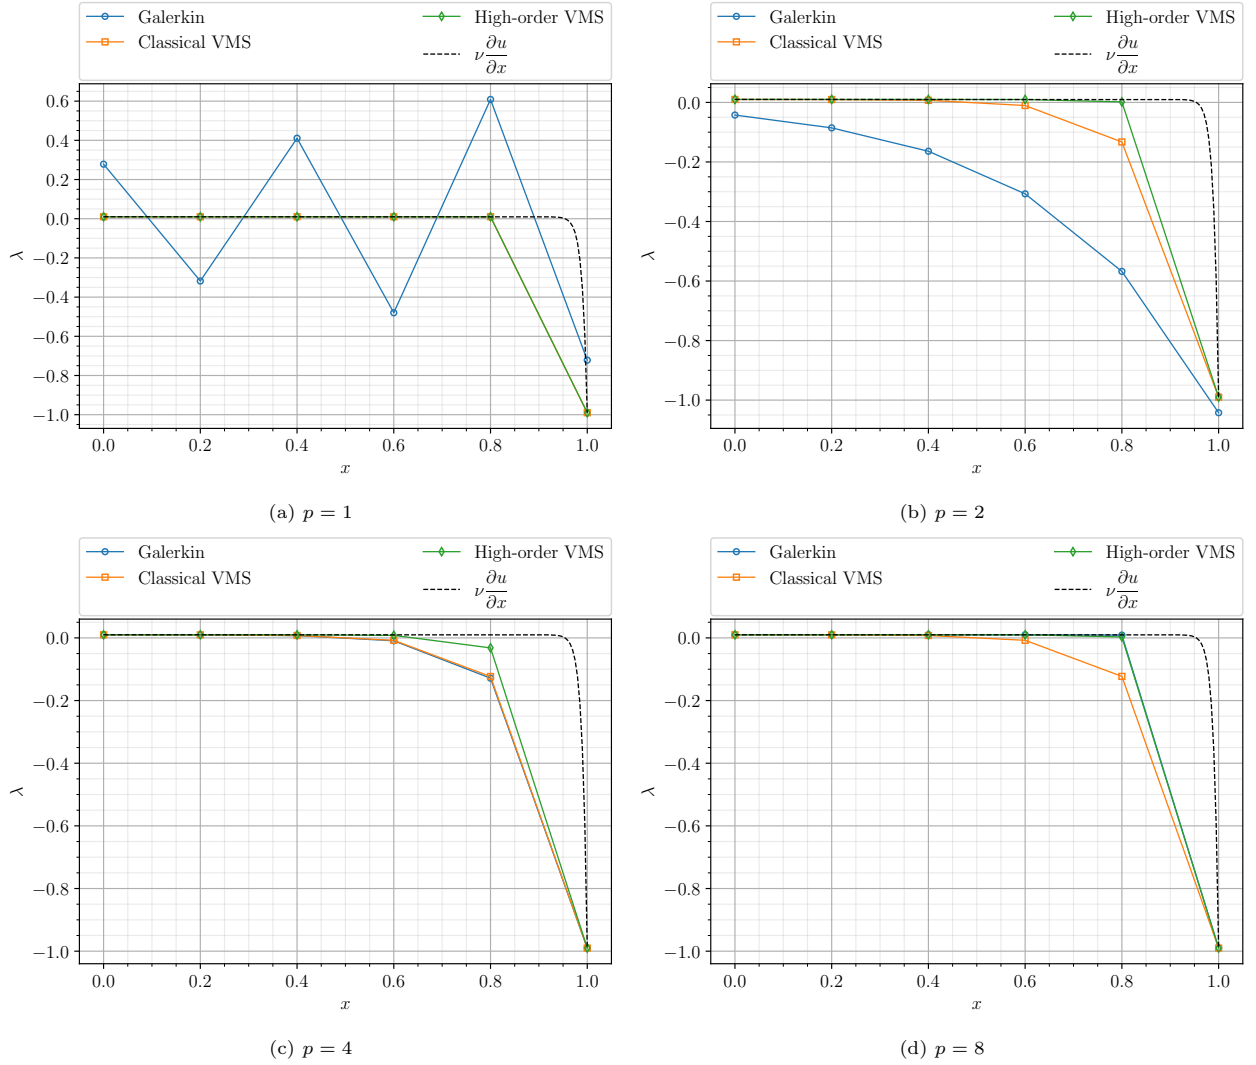 Galerkin
Classical VMS
High-order VMS
ν ∂u/∂x
0.6
0.4
0.2
0.0
−0.2
−0.4
−0.6
−0.8
−1.0
λ
0.0 0.2 0.4 0.6 0.8 1.0
x
(a) p = 1
Galerkin
Classical VMS
High-order VMS
ν ∂u/∂x
0.0
−0.2
−0.4
−0.6
−0.8
−1.0
λ
0.0 0.2 0.4 0.6 0.8 1.0
x
(b) p = 2
Galerkin
Classical VMS
High-order VMS
ν ∂u/∂x
0.0
−0.2
−0.4
−0.6
−0.8
−1.0
λ
0.0 0.2 0.4 0.6 0.8 1.0
x
(c) p = 4
Galerkin
Classical VMS
High-order VMS
ν ∂u/∂x
0.0
−0.2
−0.4
−0.6
−0.8
−1.0
λ
0.0 0.2 0.4 0.6 0.8 1.0
x
(d) p = 8